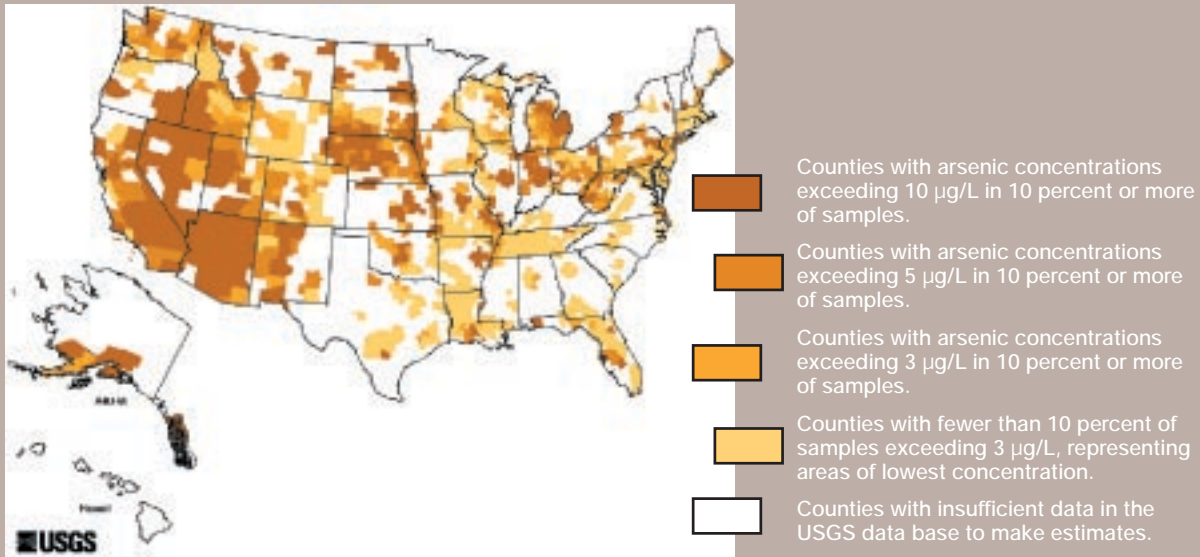 Counties with arsenic concentrations
exceeding 10 µg/L in 10 percent or more
of samples.
Counties with arsenic concentrations
exceeding 5 µg/L in 10 percent or more
of samples.
Counties with arsenic concentrations
exceeding 3 µg/L in 10 percent or more
of samples.
Counties with fewer than 10 percent of
samples exceeding 3 µg/L, representing
areas of lowest concentration.
Counties with insufficient data in the
USGS data base to make estimates.
Hawaii
USGS